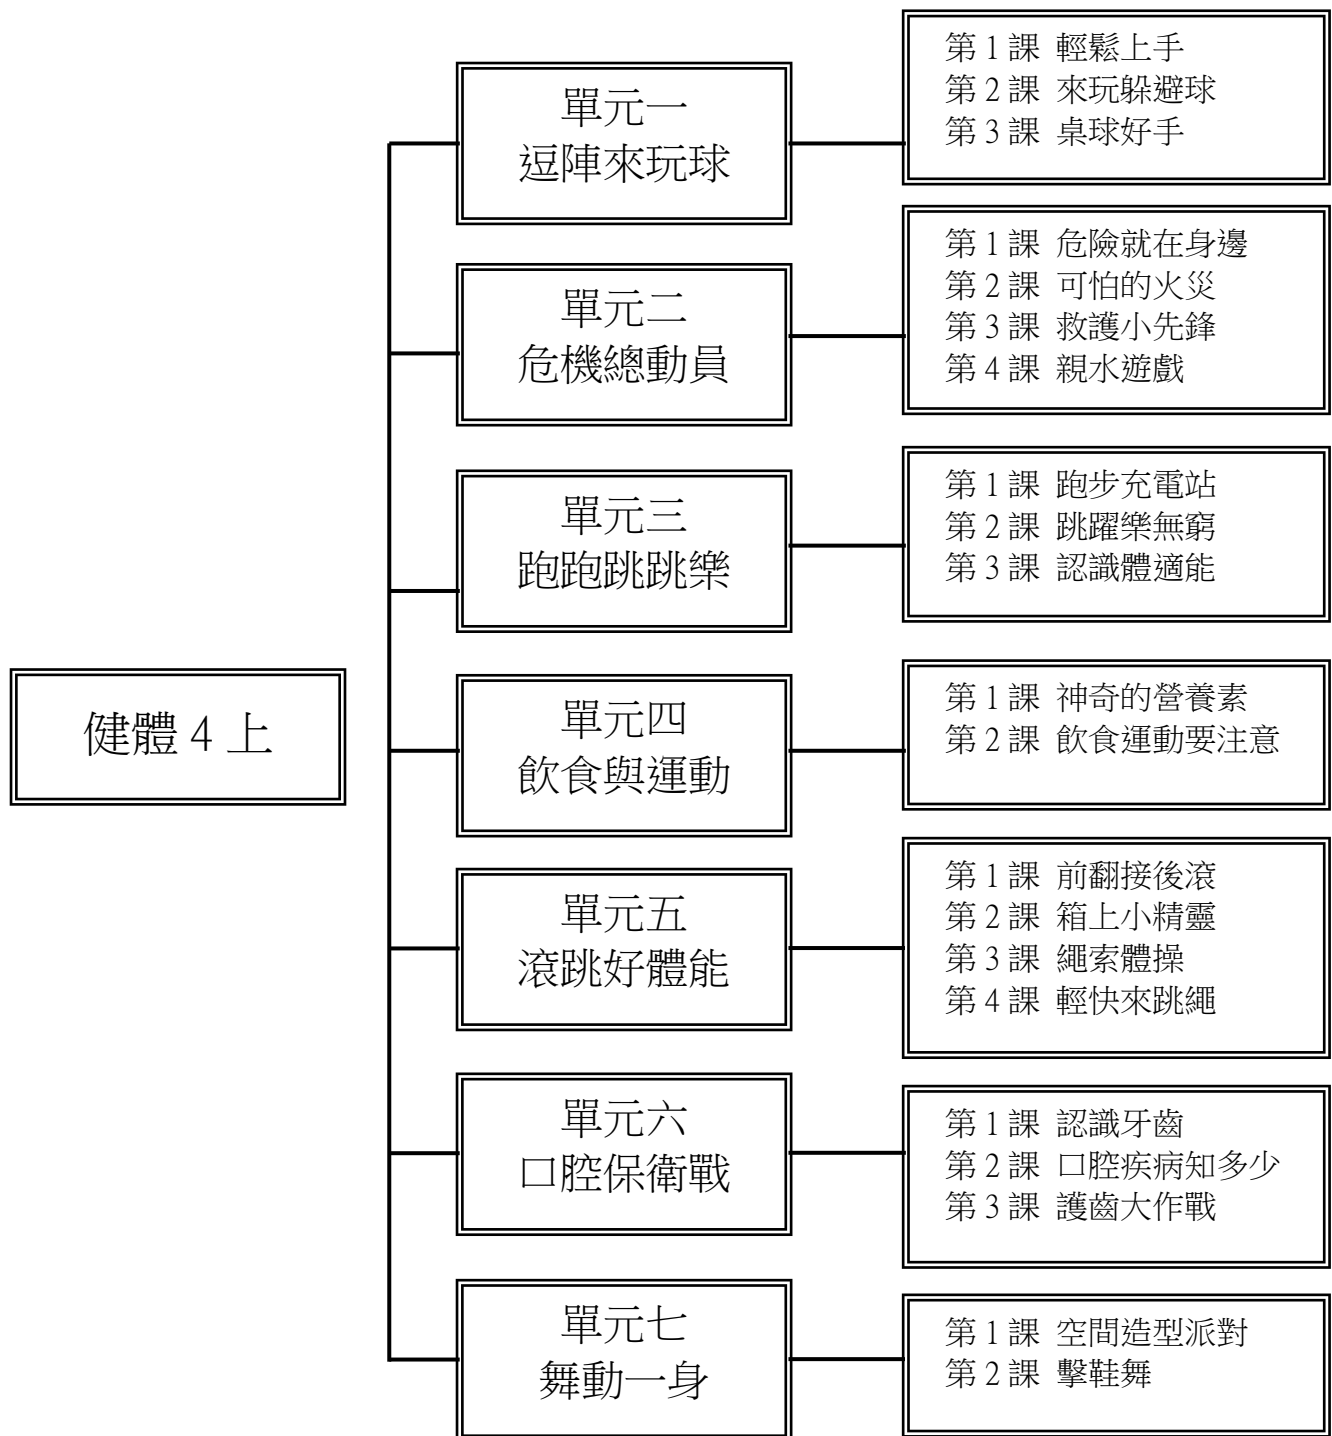 健體 4 上
單元一
逗陣來玩球
第 1 課 輕鬆上手
第 2 課 來玩躲避球
第 3 課 桌球好手
單元二
危機總動員
第 1 課 危險就在身邊
第 2 課 可怕的火災
第 3 課 救護小先鋒
第 4 課 親水遊戲
單元三
跑跑跳跳樂
第 1 課 跑步充電站
第 2 課 跳躍樂無窮
第 3 課 認識體適能
單元四
飲食與運動
第 1 課 神奇的營養素
第 2 課 飲食運動要注意
單元五
滾跳好體能
第 1 課 前翻接後滾
第 2 課 箱上小精靈
第 3 課 繩索體操
第 4 課 輕快來跳繩
單元六
口腔保衛戰
第 1 課 認識牙齒
第 2 課 口腔疾病知多少
第 3 課 護齒大作戰
單元七
舞動一身
第 1 課 空間造型派對
第 2 課 擊鞋舞